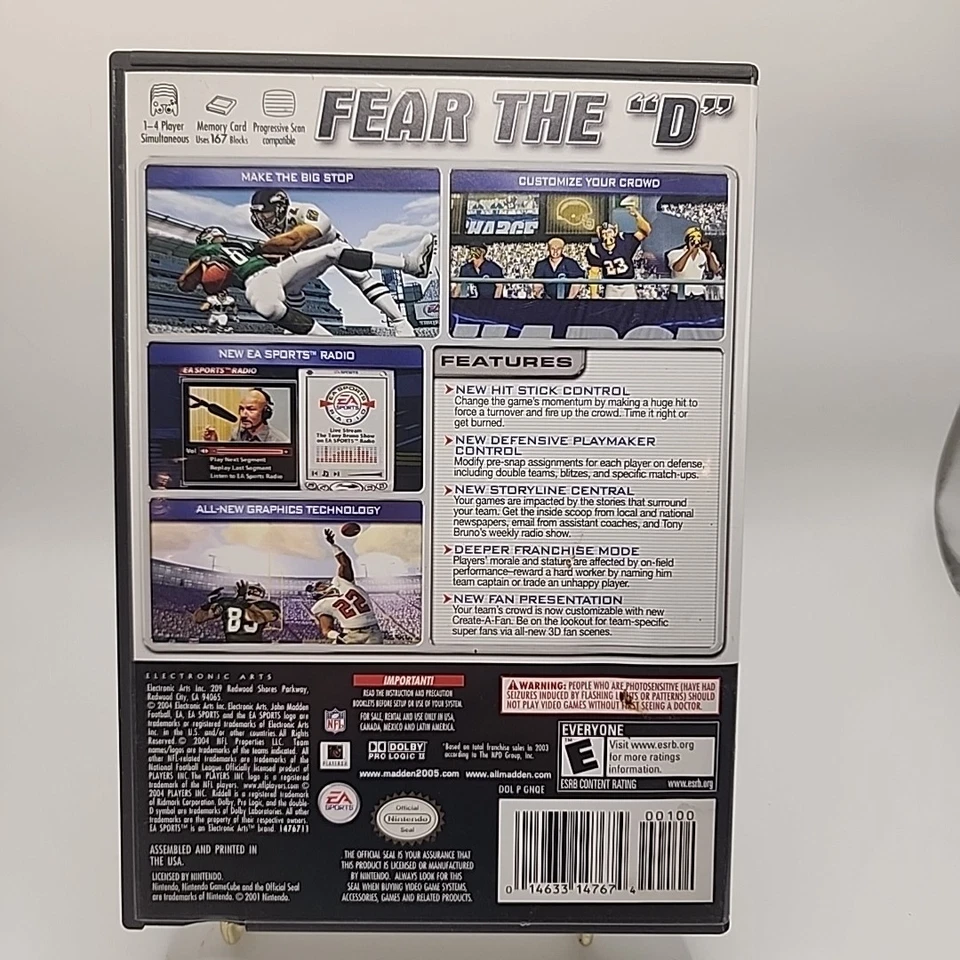 1-4 Player
Simultaneous
Memory Card
Uses 167 Blocks
Progressive Scan
compatible
FEAR THE "D"
MAKE THE BIG STOP
CUSTOMIZE YOUR CROWD
23
NEW EA SPORTS™ RADIO
EA SPORTS™ RADIO
Vol
Play Next Segment
Replay Last Segment
Listen to EA Sports Radio
EA SPORTS
RADIO
Live Stream
The Tony Bruno Show
on EA SPORTS™ Radio
ALL-NEW GRAPHICS TECHNOLOGY
22
FEATURES
NEW HIT STICK CONTROL
Change the game's momentum by making a huge hit to
force a turnover and fire up the crowd. Time it right or
get burned.
NEW DEFENSIVE PLAYMAKER
CONTROL
Modify pre-snap assignments for each player on defense,
including double teams, blitzes, and specific match-ups.
NEW STORYLINE CENTRAL
Your games are impacted by the stories that surround
your team. Get the inside scoop from local and national
newspapers, email from assistant coaches, and Tony
Bruno's weekly radio show.
DEEPER FRANCHISE MODE
Players' morale and stature are affected by on-field
performance–reward a hard worker by naming him
team captain or trade an unhappy player.
NEW FAN PRESENTATION
Your team's crowd is now customizable with new
Create-A-Fan. Be on the lookout for team-specific
super fans via all-new 3D fan scenes.
ELECTRONIC ARTS
Electronic Arts Inc. 209 Redwood Shores Parkway,
Redwood City, CA 94065.
© 2004 Electronic Arts Inc. Electronic Arts, John Madden
Football, EA, EA SPORTS and the EA SPORTS logo are
trademarks or registered trademarks of Electronic Arts
Inc. in the U.S. and/or other countries. All Rights
Reserved. © 2004 NFL Properties LLC. Team
names/logos are trademarks of the teams indicated. All
other NFL-related trademarks are trademarks of the
National Football League. Officially licensed product of
PLAYERS INC. The PLAYERS INC logo is a registered
trademark of the NFL players. www.nflplayers.com ©
2004 PLAYERS INC. Riddell is a registered trademark
of Ridmark Corporation. Dolby, Pro Logic, and the double-
D symbol are trademarks of Dolby Laboratories. All other
trademarks are the property of their respective owners.
EA SPORTS™ is an Electronic Arts™ brand. 1476711
ASSEMBLED AND PRINTED IN
THE USA.
LICENSED BY NINTENDO.
Nintendo, Nintendo GameCube and the Official Seal
are trademarks of Nintendo. © 2001 Nintendo.
IMPORTANT!
READ THE INSTRUCTION AND PRECAUTION
BOOKLETS BEFORE SETUP OR USE OF YOUR SYSTEM.
NFL
FOR SALE, RENTAL AND USE ONLY IN USA,
CANADA, MEXICO AND LATIN AMERICA.
PLAYERS
DOLBY
PRO LOGIC II
*Based on total franchise sales in 2003
according to The NPD Group, Inc.
www.madden2005.com www.allmadden.com
EA
SPORTS
Official
Nintendo
Seal
THE OFFICIAL SEAL IS YOUR ASSURANCE THAT
THIS PRODUCT IS LICENSED OR MANUFACTURED
BY NINTENDO. ALWAYS LOOK FOR THIS
SEAL WHEN BUYING VIDEO GAME SYSTEMS,
ACCESSORIES, GAMES AND RELATED PRODUCTS.
WARNING: PEOPLE WHO ARE PHOTOSENSITIVE (HAVE HAD
SEIZURES INDUCED BY FLASHING LIGHTS OR PATTERNS) SHOULD
NOT PLAY VIDEO GAMES WITHOUT FIRST SEEING A DOCTOR.
EVERYONE
E
Visit www.esrb.org
for more ratings
information.
ESRB CONTENT RATING www.esrb.org
DOL P GNQE
00100
0 14633 14767 4